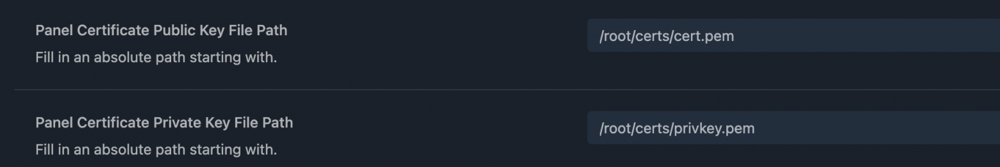 Panel Certificate Public Key File Path
/root/certs/cert.pem
Fill in an absolute path starting with.
Panel Certificate Private Key File Path
/root/certs/privkey.pem
Fill in an absolute path starting with.